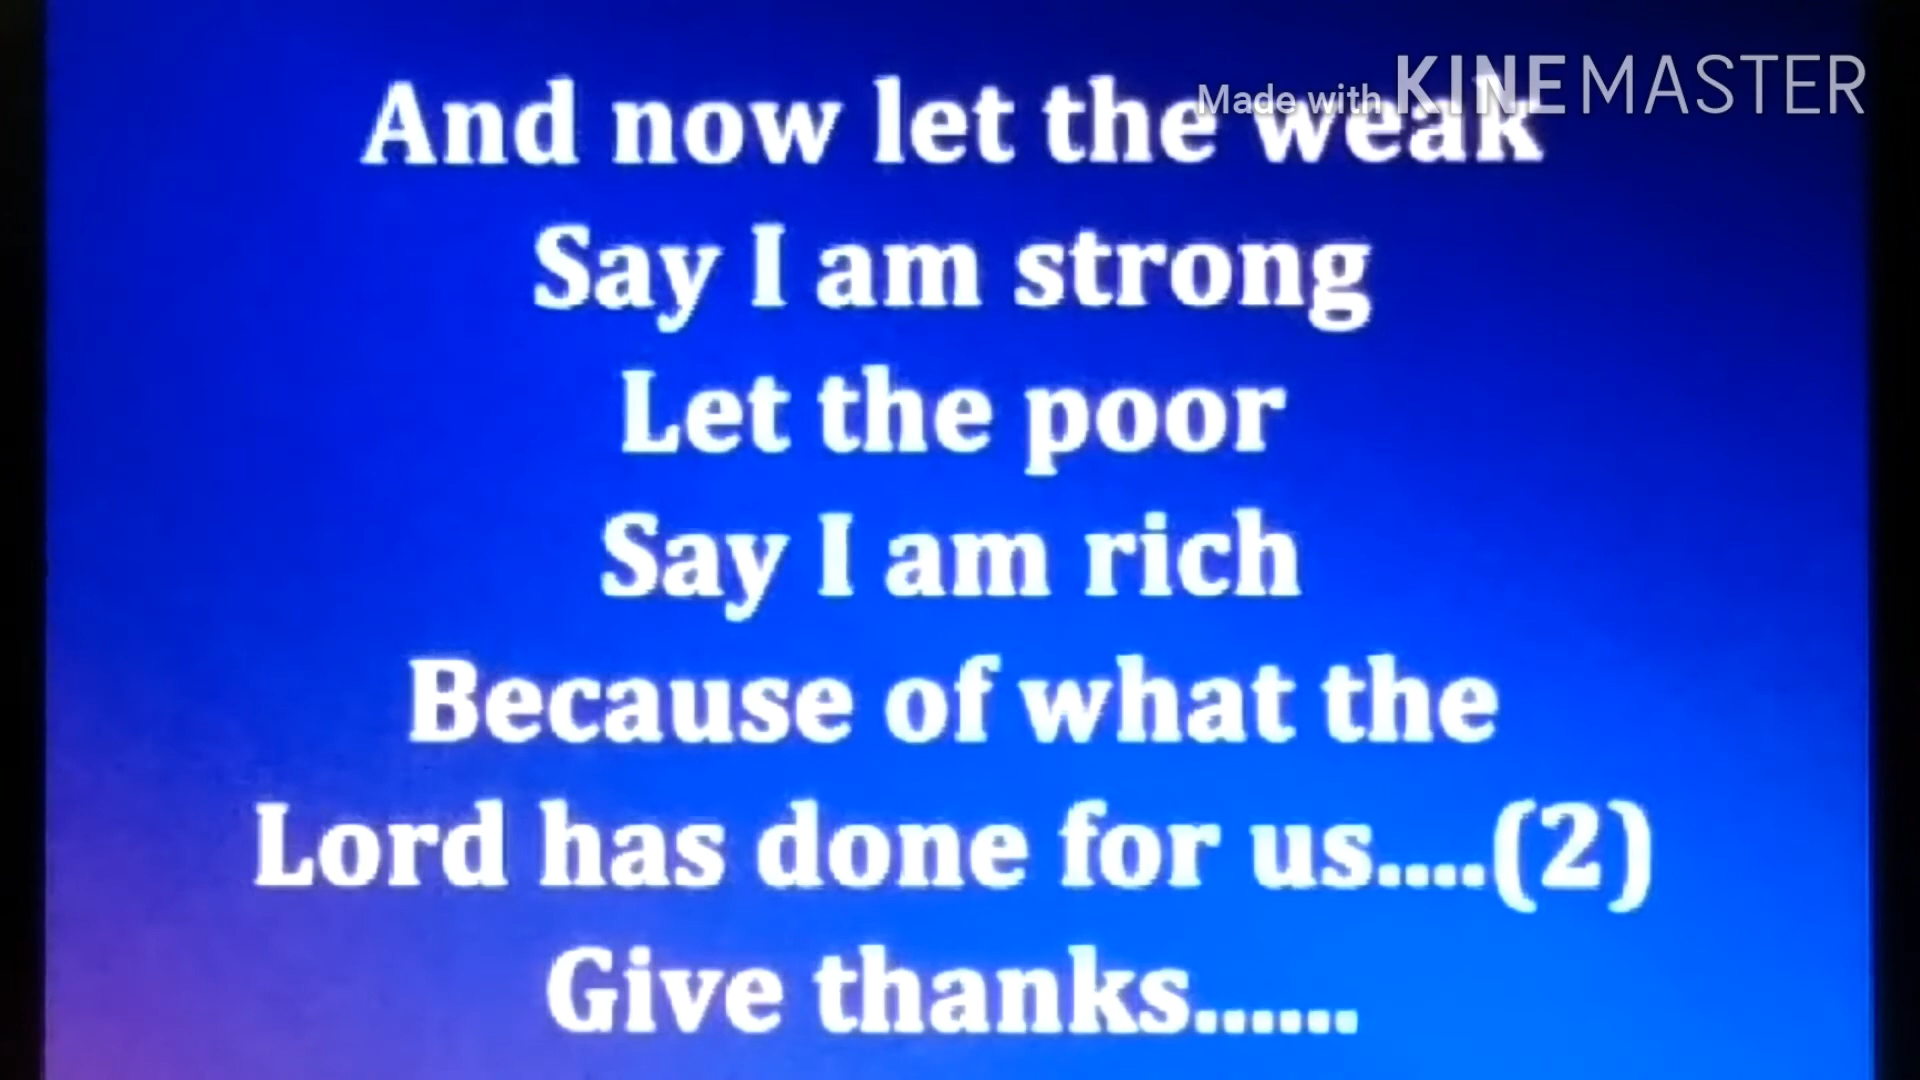 Made with KINEMASTER
And now let the weak
Say I am strong
Let the poor
Say I am rich
Because of what the
Lord has done for us....(2)
Give thanks......